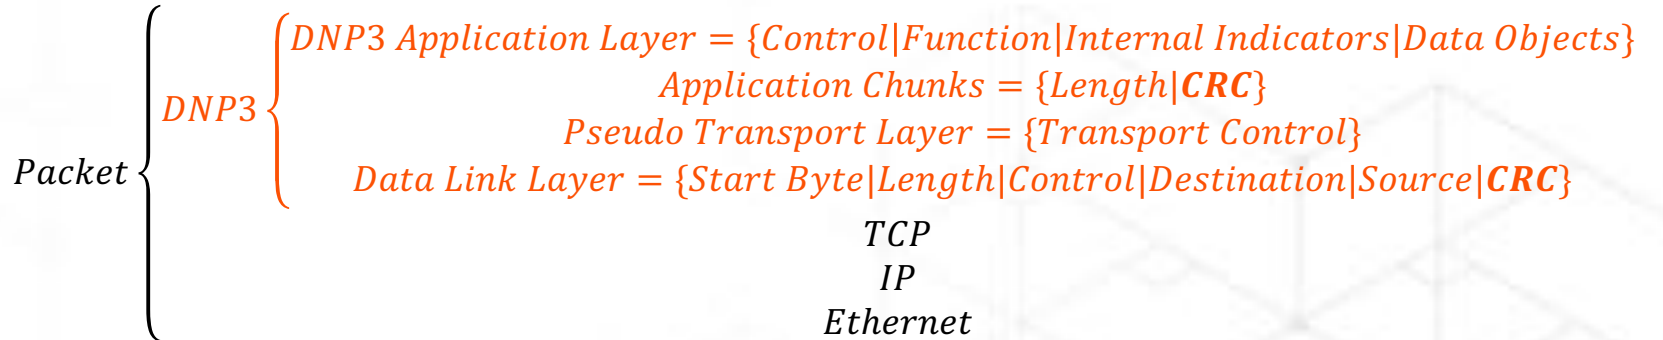 DNP3 Application Layer = {Control|Function|Internal Indicators|Data Objects}
Application Chunks = {Length|CRC}
DNP3
Pseudo Transport Layer = {Transport Control}
Packet
Data Link Layer = {Start Byte|Length|Control|Destination|Source|CRC}
TCP
IP
Ethernet